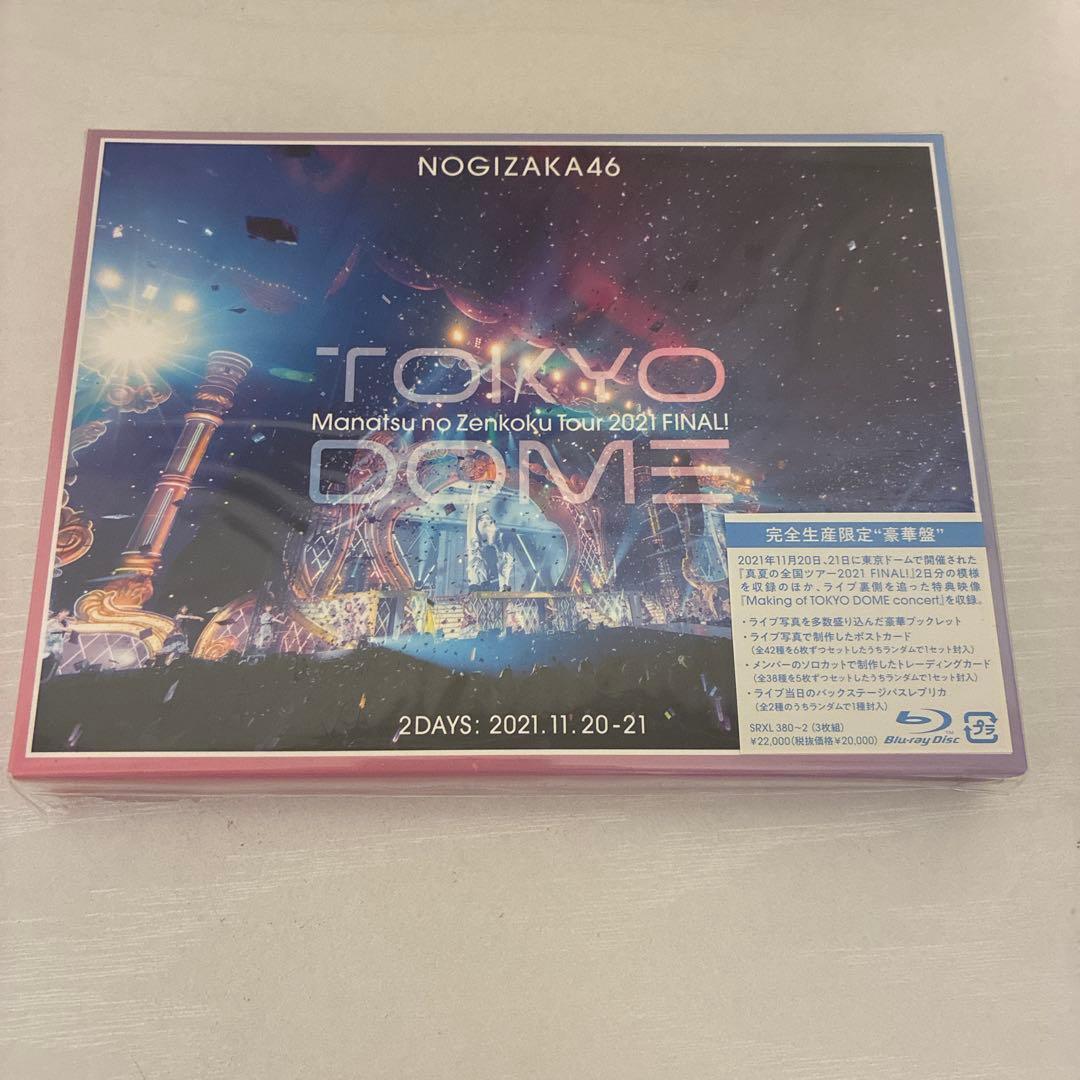 NOGIZAKA46
TOKYO
Manatsu no Zenkoku Tour 2021 FINAL!
DOME
2DAYS: 2021.11.20-21
完全生産限定“豪華盤”
2021年11月20日、21日に東京ドームで開催された
『真夏の全国ツアー2021 FINAL!』2日分の模様
を収録のほか、ライブ裏側を追った特典映像
『Making of TOKYO DOME concert』を収録。
・ライブ写真を多数盛り込んだ豪華ブックレット
・ライブ写真で制作したポストカード
(全42種を6枚ずつセットしたうちランダムで1セット封入)
・メンバーのソロカットで制作したトレーディングカード
(全38種を5枚ずつセットしたうちランダムで1セット封入)
・ライブ当日のバックステージパスレプリカ
(全2種のうちランダムで1種封入)
SRXL 380~2 (3枚組)
¥22,000(税抜価格¥20,000)
Blu-ray Disc TM
プラ